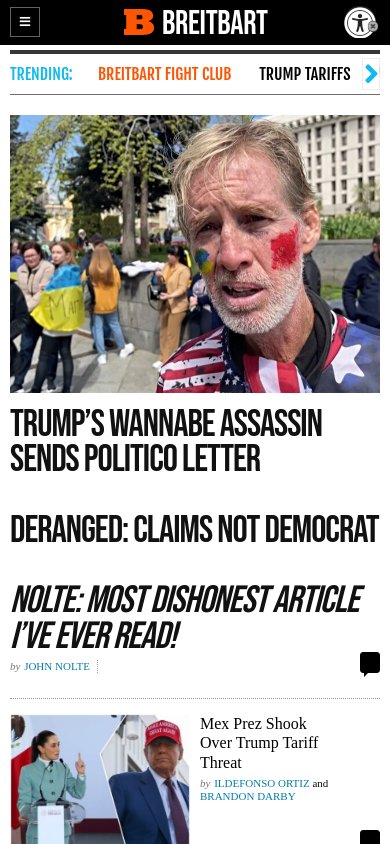 BREITBART
TRENDING:
BREITBART FIGHT CLUB
TRUMP TARIFFS
TRUMP'S WANNABE ASSASSIN
SENDS POLITICO LETTER
DERANGED: CLAIMS NOT DEMOCRAT
NOLTE: MOST DISHONEST ARTICLE
I'VE EVER READ!
by JOHN NOLTE
Mex Prez Shook
Over Trump Tariff
Threat
by ILDEFONSO ORTIZ and
BRANDON DARBY